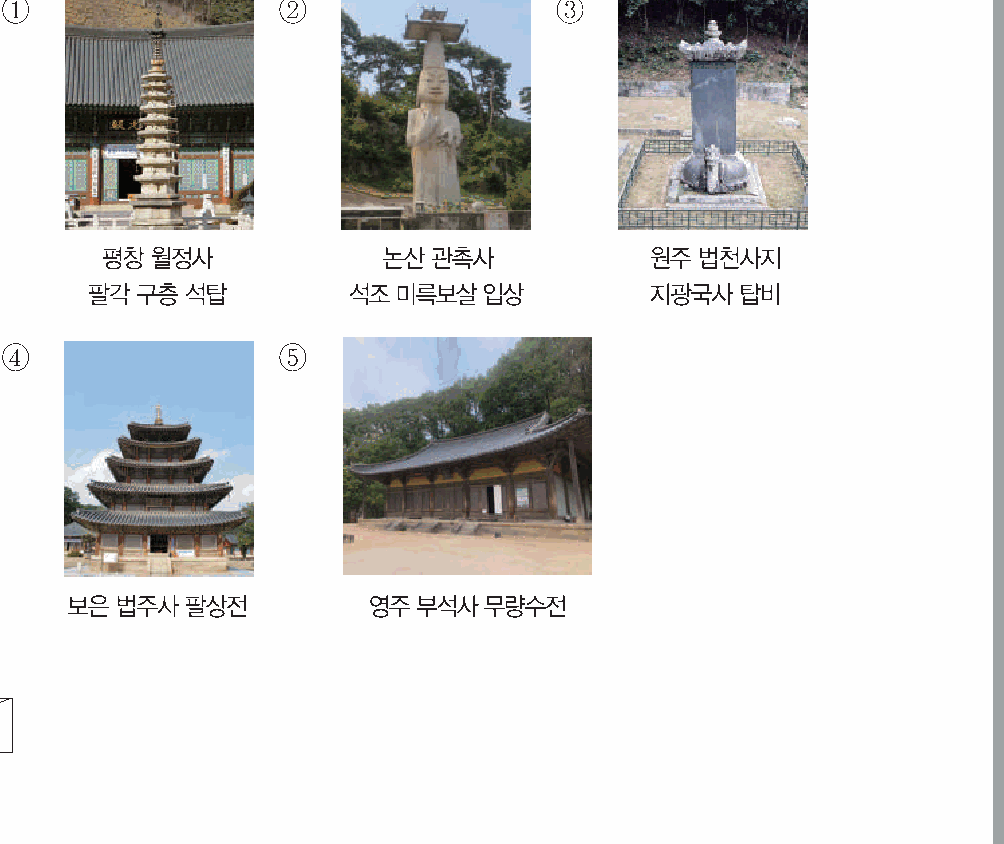 ① ② ③
평창 월정사 논산 관촉사 원주 법천사지
팔각 구층 석탑 석조 미륵보살 입상 지광국사 탑비
④ ⑤
보은 법주사 팔상전 영주 부석사 무량수전